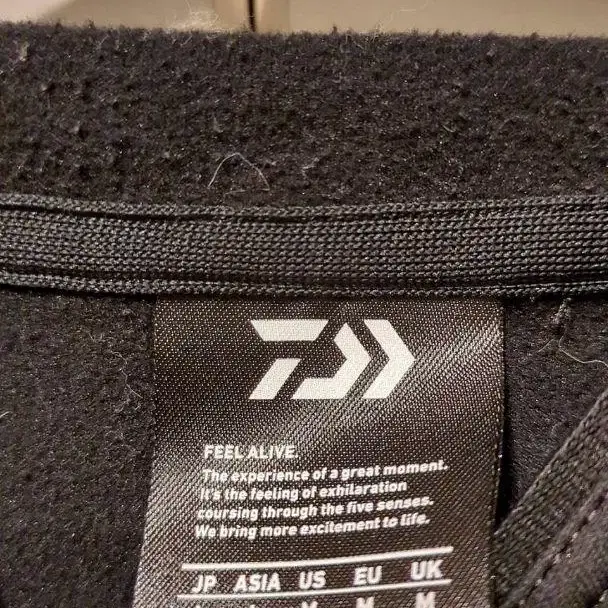 FEEL ALIVE.
The experience of a great moment.
It's the feeling of exhilaration
coursing through the five senses.
We bring more excitement to life.
JP ASIA US EU UK
M M M